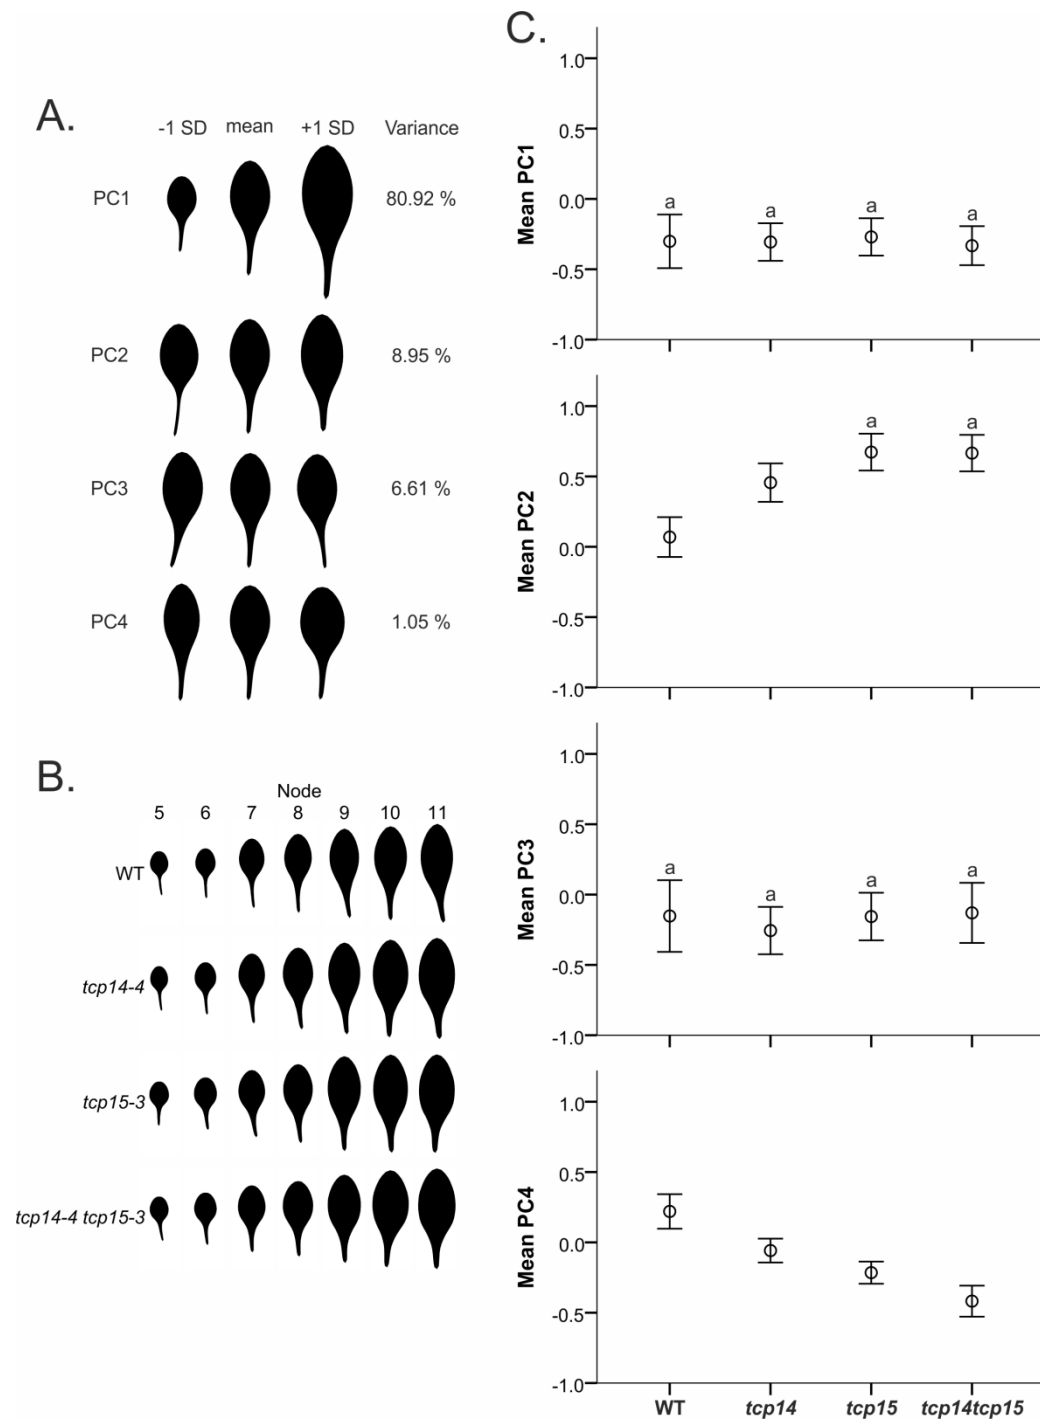 A.
-1 SD mean +1 SD Variance
PC1 80.92 %
PC2 8.95 %
PC3 6.61 %
PC4 1.05 %
B.
Node
5 6 7 8 9 10 11
WT
tcp14-4
tcp15-3
tcp14-4 tcp15-3
C.
Mean PC1
1.0
0.5
0.0
-0.5
-1.0
a a a a
Mean PC2
1.0
0.5
0.0
-0.5
-1.0
a a
Mean PC3
1.0
0.5
0.0
-0.5
-1.0
a a a a
Mean PC4
1.0
0.5
0.0
-0.5
-1.0
WT tcp14 tcp15 tcp14tcp15